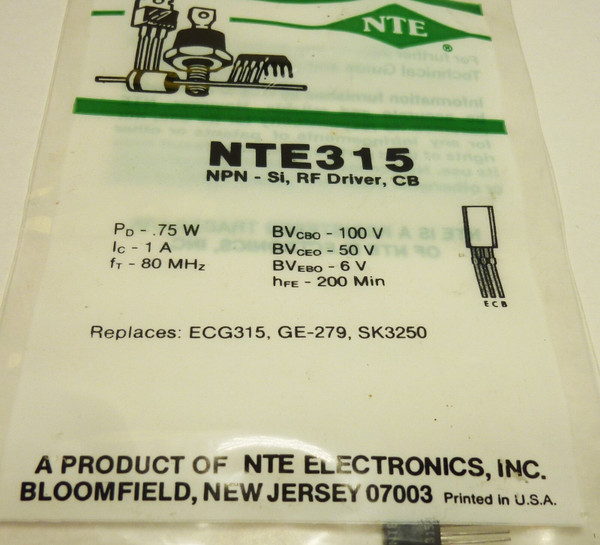 NTE
®
NTE315
NPN - Si, RF Driver, CB
PD - .75 W
IC - 1 A
fT - 80 MHz
BVCBO - 100 V
BVCEO - 50 V
BVEBO - 6 V
hFE - 200 Min
E C B
Replaces: ECG315, GE-279, SK3250
A PRODUCT OF NTE ELECTRONICS, INC.
BLOOMFIELD, NEW JERSEY 07003 Printed in U.S.A.